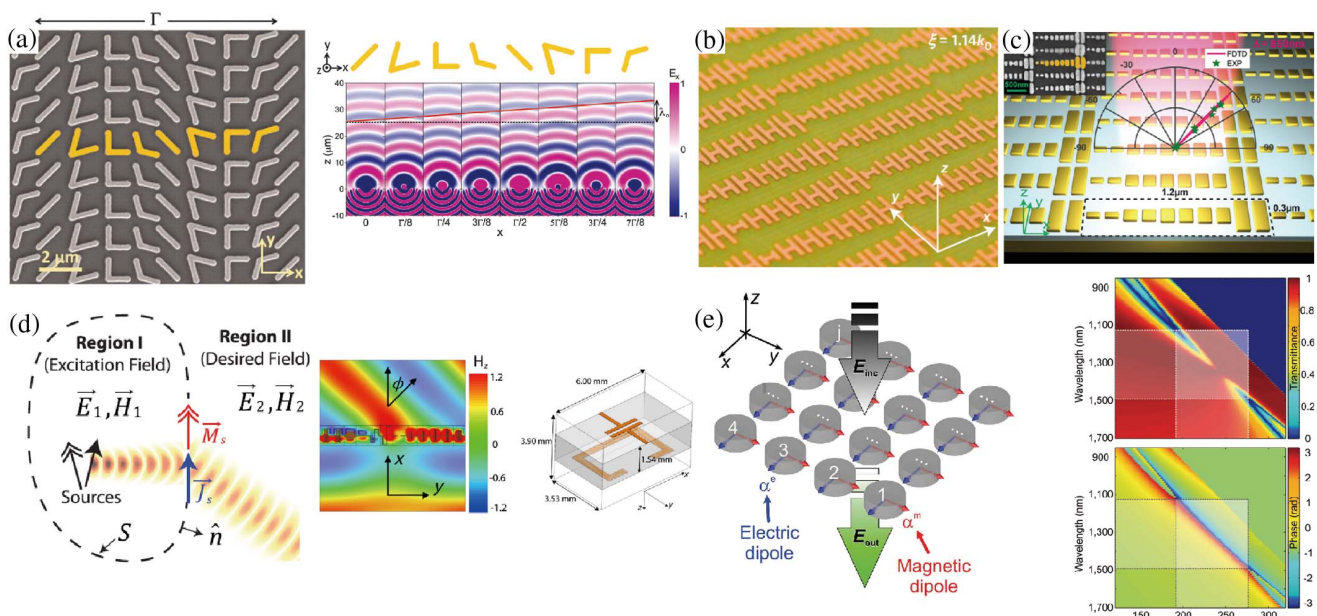 (a)
Γ
2 μm
y
x
y
z x
z (μm)
40
30
20
10
0
-10
0 Γ/8 Γ/4 3Γ/8 Γ/2 5Γ/8 3Γ/4 7Γ/8
x
λ₀
Eₓ
1
0
-1
(b)
ξ = 1.14k₀
z
y
x
(c)
500nm
FDTD
EXP
-90 -60 -30 0 60 90
1.2μm
0.3μm
z
y
(d)
Region I
(Excitation Field)
E₁, H₁
Region II
(Desired Field)
E₂, H₂
Mₛ
Jₛ
Sources
S
n̂
ϕ
x
y
H_z
1.2
0.6
0
-0.6
-1.2
6.00 mm
3.90 mm
1.54 mm
3.53 mm
x
y
z
(e)
z
x
y
j
E_inc
4
3
2
1
αᵉ
Electric
dipole
E_out
αᵐ
Magnetic
dipole
Wavelength (nm)
900
1,100
1,300
1,500
1,700
Transmittance
1
0.8
0.6
0.4
0.2
0
Wavelength (nm)
900
1,100
1,300
1,500
1,700
Phase (rad)
3
2
1
0
-1
-2
-3
150 200 250 300